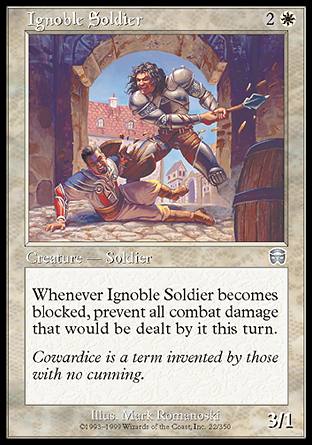 Ignoble Soldier 2
Creature — Soldier
Whenever Ignoble Soldier becomes
blocked, prevent all combat damage
that would be dealt by it this turn.
Cowardice is a term invented by those
with no cunning.
Illus. Mark Romanoski
©1993-1999 Wizards of the Coast, Inc. 22/350
3/1